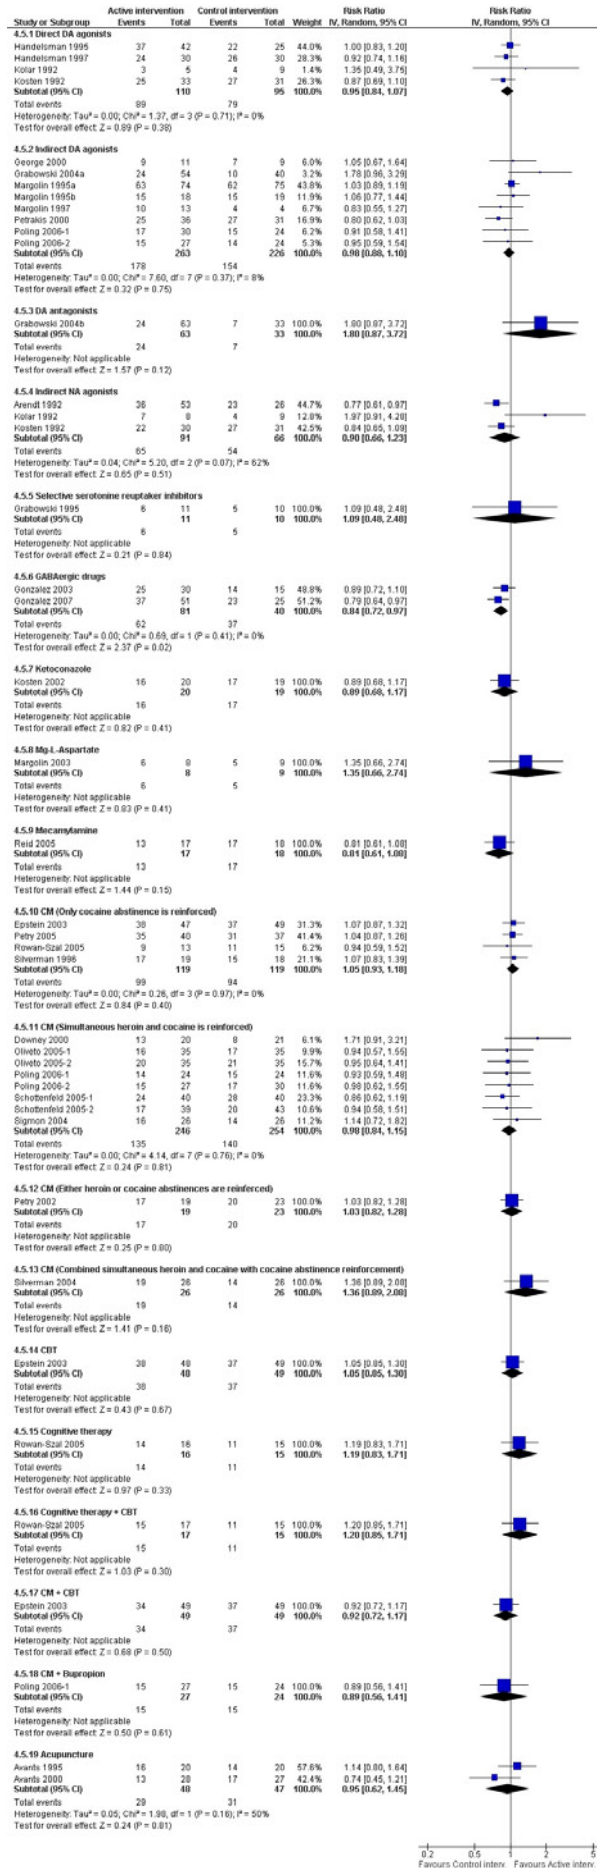 Active intervention Control intervention Risk Ratio Risk Ratio
Study or Subgroup Events Total Events Total Weight IV, Random, 95% CI IV, Random, 95% CI
4.5.1 Direct DA agonists
Handelsman 1995 37 42 22 25 44.0% 1.00 [0.83, 1.20]
Handelsman 1997 24 30 26 30 28.3% 0.92 [0.74, 1.16]
Kolar 1992 3 5 4 9 1.4% 1.35 [0.49, 3.75]
Kosten 1992 25 33 27 31 26.3% 0.87 [0.69, 1.10]
Subtotal (95% CI) 110 95 100.0% 0.95 [0.84, 1.07]
Total events 89 79
Heterogeneity: Tau² = 0.00; Chi² = 1.37, df = 3 (P = 0.71); I² = 0%
Test for overall effect: Z = 0.89 (P = 0.38)
4.5.2 Indirect DA agonists
George 2000 9 11 7 9 6.0% 1.05 [0.67, 1.64]
Grabowski 2004a 24 54 10 40 3.2% 1.78 [0.96, 3.29]
Margolin 1995a 63 74 62 75 43.8% 1.03 [0.89, 1.19]
Margolin 1995b 15 18 15 19 11.9% 1.06 [0.77, 1.44]
Margolin 1997 10 13 4 4 7.4% 0.83 [0.55, 1.27]
Petrakis 2000 25 36 27 31 16.5% 0.80 [0.62, 1.03]
Poling 2006-1 17 30 15 24 5.8% 0.91 [0.58, 1.41]
Poling 2006-2 15 27 14 24 5.3% 0.95 [0.59, 1.54]
Subtotal (95% CI) 263 226 100.0% 0.98 [0.88, 1.10]
Total events 178 154
Heterogeneity: Tau² = 0.00; Chi² = 7.60, df = 7 (P = 0.37); I² = 8%
Test for overall effect: Z = 0.32 (P = 0.75)
4.5.3 DA antagonists
Grabowski 2004b 24 63 7 33 100.0% 1.80 [0.87, 3.72]
Subtotal (95% CI) 63 33 100.0% 1.80 [0.87, 3.72]
Total events 24 7
Heterogeneity: Not applicable
Test for overall effect: Z = 1.57 (P = 0.12)
4.5.4 Indirect NA agonists
Arendt 1992 36 53 23 26 44.7% 0.77 [0.61, 0.97]
Kolar 1992 7 8 4 9 12.7% 1.97 [0.91, 4.28]
Kosten 1992 22 30 27 31 42.5% 0.84 [0.65, 1.09]
Subtotal (95% CI) 91 66 100.0% 0.90 [0.66, 1.23]
Total events 65 54
Heterogeneity: Tau² = 0.04; Chi² = 5.20, df = 2 (P = 0.07); I² = 62%
Test for overall effect: Z = 0.65 (P = 0.51)
4.5.5 Selective serotonine reuptaker inhibitors
Grabowski 1995 6 11 5 10 100.0% 1.09 [0.48, 2.48]
Subtotal (95% CI) 11 10 100.0% 1.09 [0.48, 2.48]
Total events 6 5
Heterogeneity: Not applicable
Test for overall effect: Z = 0.21 (P = 0.84)
4.5.6 GABAergic drugs
Gonzalez 2003 25 30 14 15 48.8% 0.89 [0.72, 1.10]
Gonzalez 2007 37 51 23 25 51.2% 0.79 [0.64, 0.97]
Subtotal (95% CI) 81 40 100.0% 0.84 [0.72, 0.97]
Total events 62 37
Heterogeneity: Tau² = 0.00; Chi² = 0.69, df = 1 (P = 0.41); I² = 0%
Test for overall effect: Z = 2.37 (P = 0.02)
4.5.7 Ketoconazole
Kosten 2002 16 20 17 19 100.0% 0.89 [0.68, 1.17]
Subtotal (95% CI) 20 19 100.0% 0.89 [0.68, 1.17]
Total events 16 17
Heterogeneity: Not applicable
Test for overall effect: Z = 0.82 (P = 0.41)
4.5.8 Mg-L-Aspartate
Margolin 2003 6 8 5 9 100.0% 1.35 [0.66, 2.74]
Subtotal (95% CI) 8 9 100.0% 1.35 [0.66, 2.74]
Total events 6 5
Heterogeneity: Not applicable
Test for overall effect: Z = 0.83 (P = 0.41)
4.5.9 Mecamylamine
Reid 2005 13 17 17 18 100.0% 0.81 [0.61, 1.08]
Subtotal (95% CI) 17 18 100.0% 0.81 [0.61, 1.08]
Total events 13 17
Heterogeneity: Not applicable
Test for overall effect: Z = 1.44 (P = 0.15)
4.5.10 CM (Only cocaine abstinence is reinforced)
Epstein 2003 38 47 37 49 31.3% 1.07 [0.87, 1.32]
Petry 2005 35 40 31 37 41.4% 1.04 [0.87, 1.26]
Rowan-Szal 2005 9 13 11 15 6.2% 0.94 [0.59, 1.52]
Silverman 1996 17 19 15 18 21.1% 1.07 [0.83, 1.39]
Subtotal (95% CI) 119 119 100.0% 1.05 [0.93, 1.18]
Total events 99 94
Heterogeneity: Tau² = 0.00; Chi² = 0.26, df = 3 (P = 0.97); I² = 0%
Test for overall effect: Z = 0.84 (P = 0.40)
4.5.11 CM (Simultaneous heroin and cocaine is reinforced)
Downey 2000 13 20 8 21 6.1% 1.71 [0.91, 3.21]
Oliveto 2005-1 16 35 17 35 9.7% 0.94 [0.57, 1.55]
Oliveto 2005-2 20 35 21 35 15.7% 0.95 [0.64, 1.41]
Poling 2006-1 14 24 15 24 11.7% 0.93 [0.59, 1.48]
Poling 2006-2 15 27 17 30 11.6% 0.98 [0.62, 1.55]
Schottenfeld 2005-1 24 40 28 40 23.3% 0.86 [0.62, 1.19]
Schottenfeld 2005-2 17 39 20 43 10.6% 0.94 [0.58, 1.51]
Sigmon 2004 16 26 14 26 11.2% 1.14 [0.72, 1.82]
Subtotal (95% CI) 246 254 100.0% 0.98 [0.84, 1.15]
Total events 135 140
Heterogeneity: Tau² = 0.00; Chi² = 4.14, df = 7 (P = 0.76); I² = 0%
Test for overall effect: Z = 0.24 (P = 0.81)
4.5.12 CM (Either heroin or cocaine abstinences are reinforced)
Petry 2002 17 19 20 23 100.0% 1.03 [0.82, 1.28]
Subtotal (95% CI) 19 23 100.0% 1.03 [0.82, 1.28]
Total events 17 20
Heterogeneity: Not applicable
Test for overall effect: Z = 0.25 (P = 0.80)
4.5.13 CM (Combined simultaneous heroin and cocaine with cocaine abstinence reinforcement)
Silverman 2004 19 26 14 26 100.0% 1.36 [0.89, 2.08]
Subtotal (95% CI) 26 26 100.0% 1.36 [0.89, 2.08]
Total events 19 14
Heterogeneity: Not applicable
Test for overall effect: Z = 1.41 (P = 0.16)
4.5.14 CBT
Epstein 2003 38 48 37 49 100.0% 1.05 [0.85, 1.30]
Subtotal (95% CI) 48 49 100.0% 1.05 [0.85, 1.30]
Total events 38 37
Heterogeneity: Not applicable
Test for overall effect: Z = 0.43 (P = 0.67)
4.5.15 Cognitive therapy
Rowan-Szal 2005 14 16 11 15 100.0% 1.19 [0.83, 1.71]
Subtotal (95% CI) 16 15 100.0% 1.19 [0.83, 1.71]
Total events 14 11
Heterogeneity: Not applicable
Test for overall effect: Z = 0.97 (P = 0.33)
4.5.16 Cognitive therapy + CBT
Rowan-Szal 2005 15 17 11 15 100.0% 1.20 [0.85, 1.71]
Subtotal (95% CI) 17 15 100.0% 1.20 [0.85, 1.71]
Total events 15 11
Heterogeneity: Not applicable
Test for overall effect: Z = 1.03 (P = 0.30)
4.5.17 CM + CBT
Epstein 2003 34 49 37 49 100.0% 0.92 [0.72, 1.17]
Subtotal (95% CI) 49 49 100.0% 0.92 [0.72, 1.17]
Total events 34 37
Heterogeneity: Not applicable
Test for overall effect: Z = 0.68 (P = 0.50)
4.5.18 CM + Bupropion
Poling 2006-1 15 27 15 24 100.0% 0.89 [0.56, 1.41]
Subtotal (95% CI) 27 24 100.0% 0.89 [0.56, 1.41]
Total events 15 15
Heterogeneity: Not applicable
Test for overall effect: Z = 0.50 (P = 0.61)
4.5.19 Acupuncture
Avants 1995 16 20 14 20 57.6% 1.14 [0.80, 1.64]
Avants 2000 13 28 17 27 42.4% 0.74 [0.45, 1.21]
Subtotal (95% CI) 48 47 100.0% 0.95 [0.62, 1.45]
Total events 29 31
Heterogeneity: Tau² = 0.05; Chi² = 1.98, df = 1 (P = 0.16); I² = 50%
Test for overall effect: Z = 0.24 (P = 0.81)
0.2 0.5 1 2 5
Favours Control interv. Favours Active interv.